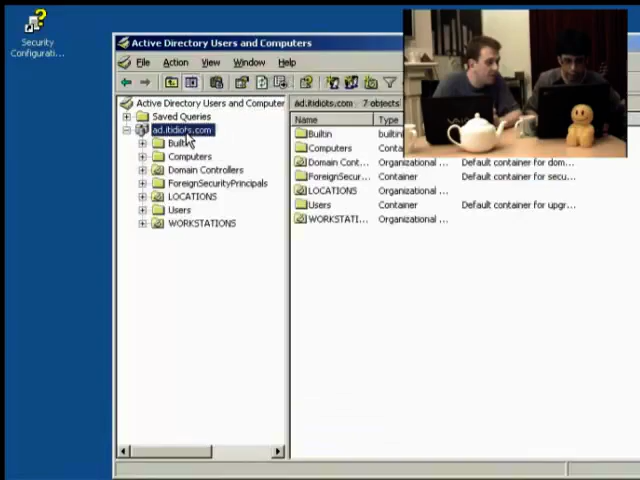 Security
Configurati...
Active Directory Users and Computers
File Action View Window Help
Active Directory Users and Computer
Saved Queries
ad.itidiots.com
Builtin
Computers
Domain Controllers
ForeignSecurityPrincipals
LOCATIONS
Users
WORKSTATIONS
ad.itidiots.com 7 objects
Name Type
Builtin builtin
Computers Conta
Domain Cont... Organizational ... Default container for dom...
ForeignSecur... Container Default container for secu...
LOCATIONS Organizational ...
Users Container Default container for upgr...
WORKSTATI... Organizational ...